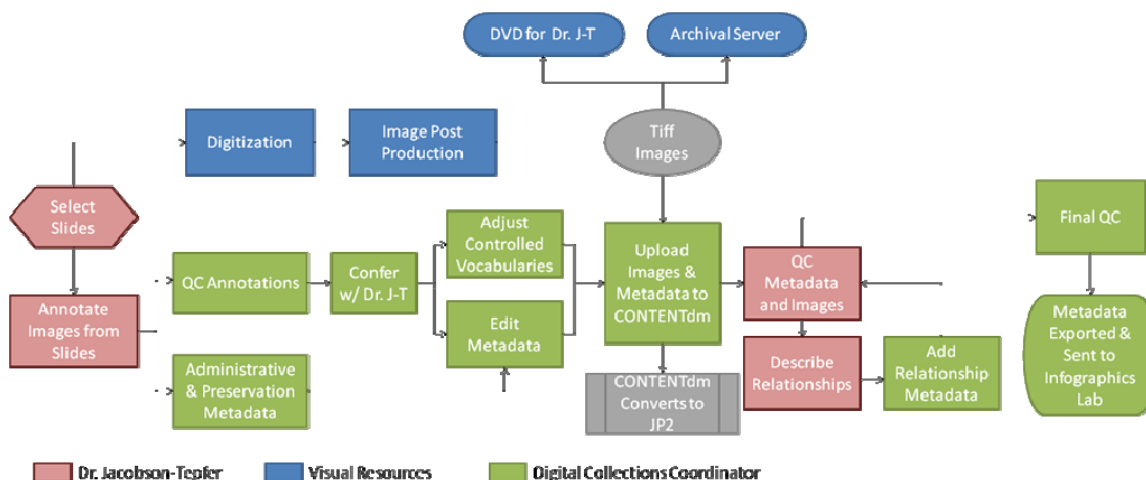 DVD for Dr. J-T
Archival Server
Digitization
Image Post
Production
Tiff
Images
Select
Slides
Adjust
Controlled
Vocabularies
Upload
Images &
Metadata to
CONTENTdm
Final QC
QC Annotations
Confer
w/ Dr. J-T
QC
Metadata
and Images
Annotate
Images from
Slides
Edit
Metadata
Metadata
Exported &
Sent to
Infographics
Lab
Administrative
& Preservation
Metadata
CONTENTdm
Converts to
JP2
Describe
Relationships
Add
Relationship
Metadata
Dr. Jacobson-Tepfer
Visual Resources
Digital Collections Coordinator